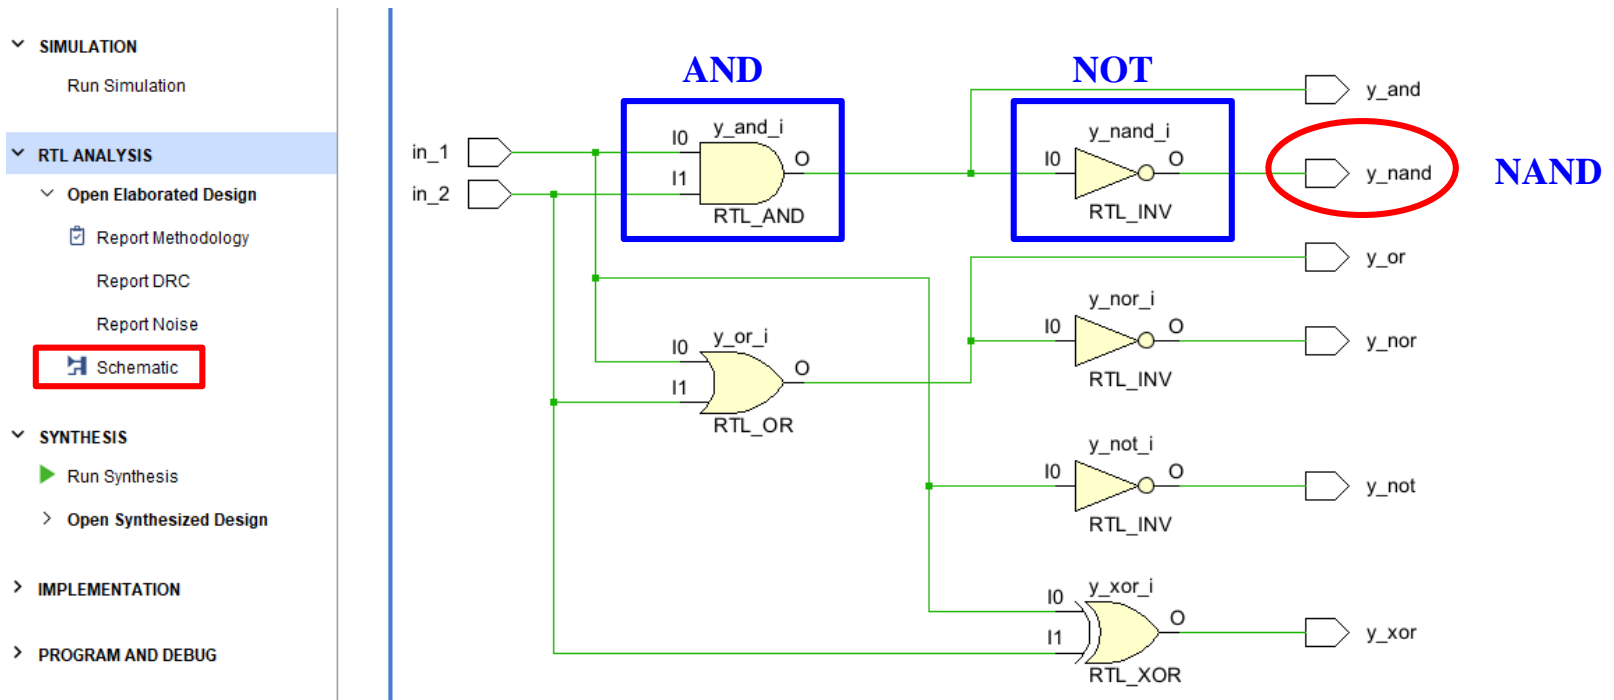 SIMULATION
Run Simulation
RTL ANALYSIS
Open Elaborated Design
Report Methodology
Report DRC
Report Noise
Schematic
SYNTHESIS
Run Synthesis
Open Synthesized Design
IMPLEMENTATION
PROGRAM AND DEBUG
AND
NOT
y_and
in_1
in_2
I0
y_and_i
I1
O
RTL_AND
y_nand_i
I0
O
RTL_INV
y_nand
NAND
y_or
I0
y_or_i
I1
O
RTL_OR
y_nor_i
I0
O
RTL_INV
y_nor
y_not_i
I0
O
RTL_INV
y_not
y_xor_i
I0
I1
O
RTL_XOR
y_xor